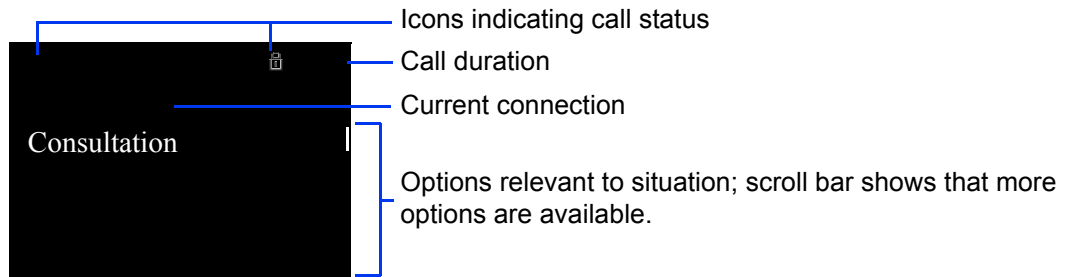 Icons indicating call status
Call duration
Current connection
Consultation
Options relevant to situation; scroll bar shows that more
options are available.